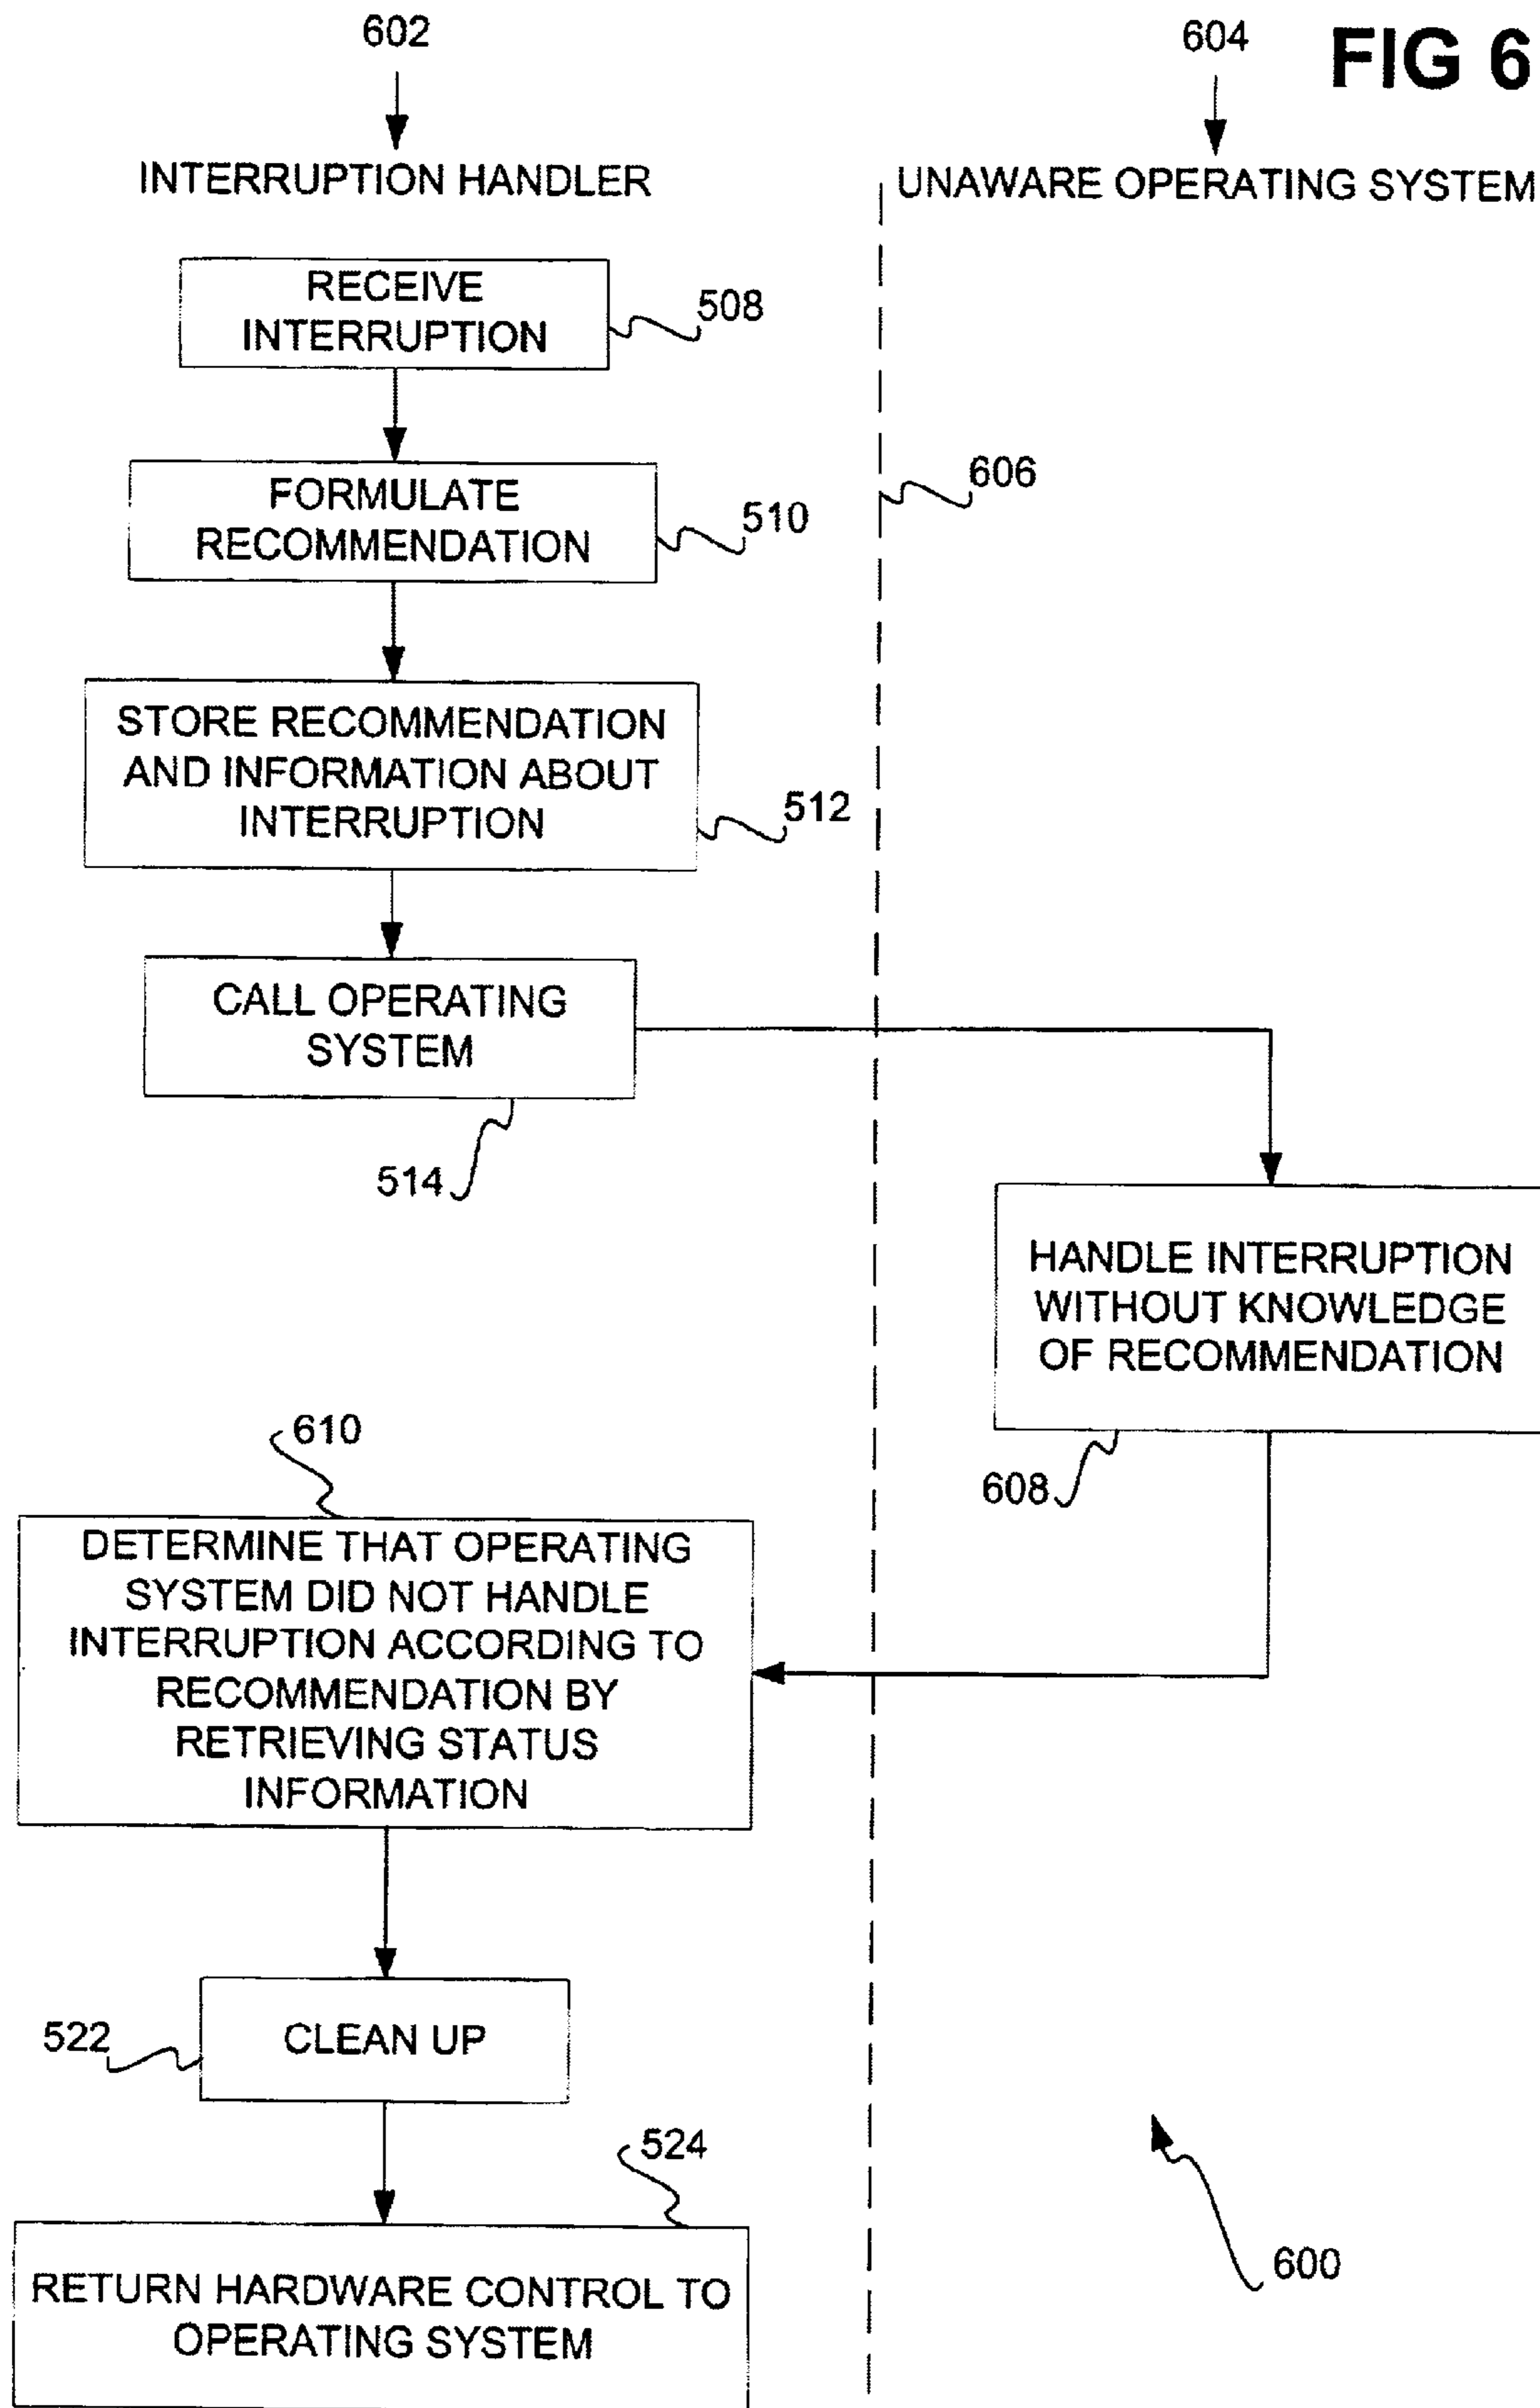 602
604
FIG 6
INTERRUPTION HANDLER
UNAWARE OPERATING SYSTEM
RECEIVE
INTERRUPTION
508
606
FORMULATE
RECOMMENDATION
510
STORE RECOMMENDATION
AND INFORMATION ABOUT
INTERRUPTION
512
CALL OPERATING
SYSTEM
514
HANDLE INTERRUPTION
WITHOUT KNOWLEDGE
OF RECOMMENDATION
608
610
DETERMINE THAT OPERATING
SYSTEM DID NOT HANDLE
INTERRUPTION ACCORDING TO
RECOMMENDATION BY
RETRIEVING STATUS
INFORMATION
522
CLEAN UP
524
RETURN HARDWARE CONTROL TO
OPERATING SYSTEM
600